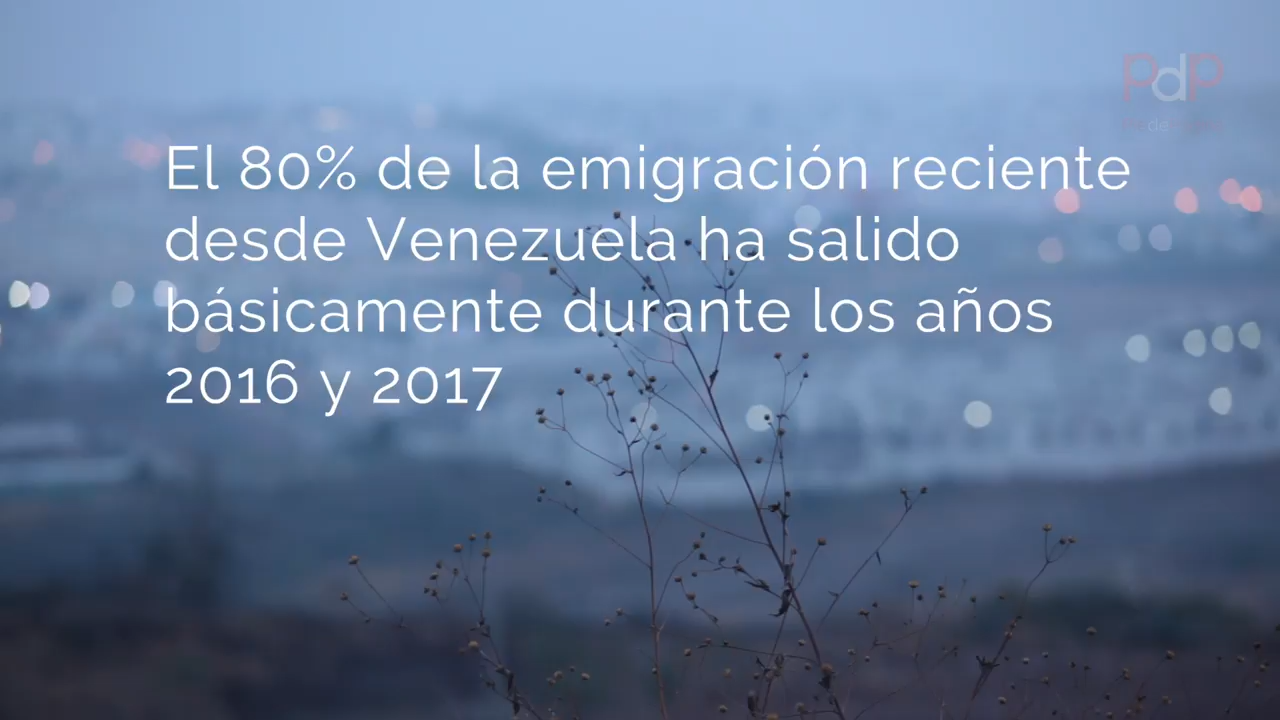 PdP
El 80% de la emigración reciente
desde Venezuela ha salido
básicamente durante los años
2016 y 2017